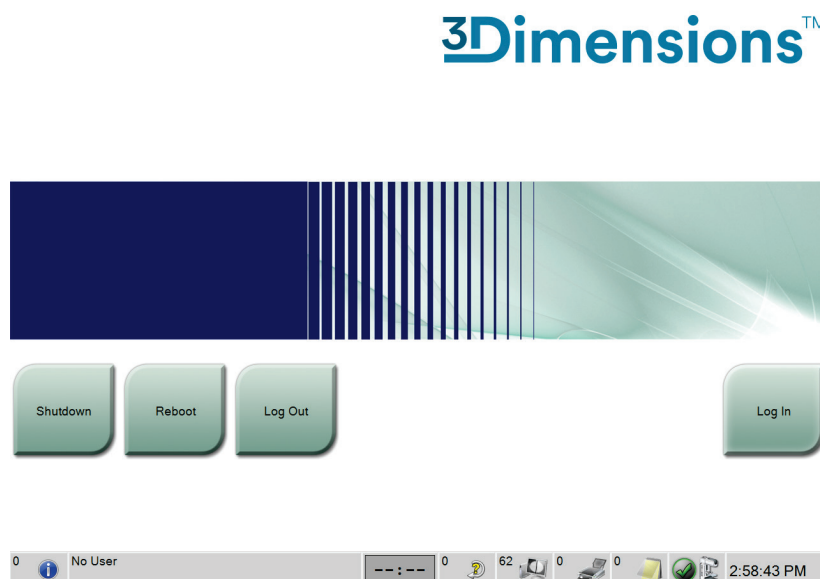 3Dimensions™
Shutdown
Reboot
Log Out
Log In
0
No User
--:--
0
62
0
0
2:58:43 PM